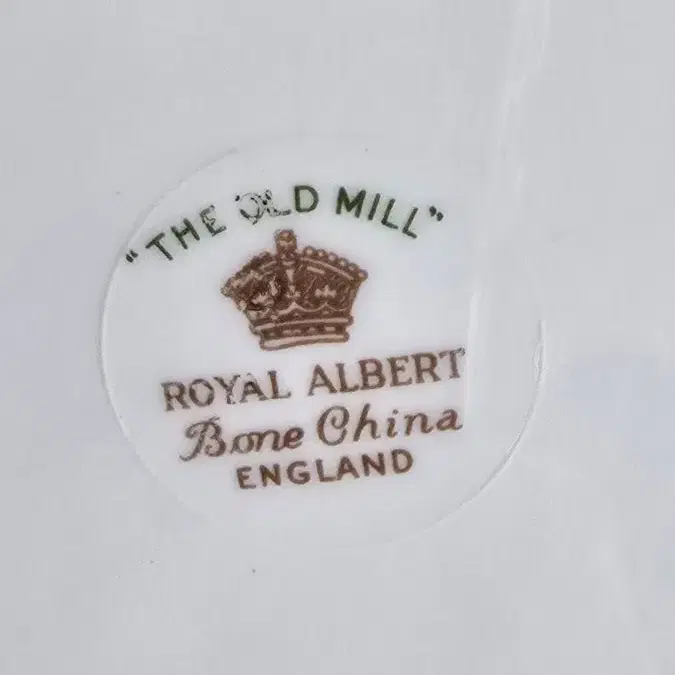 "THE OLD MILL"
ROYAL ALBERT
Bone China
ENGLAND